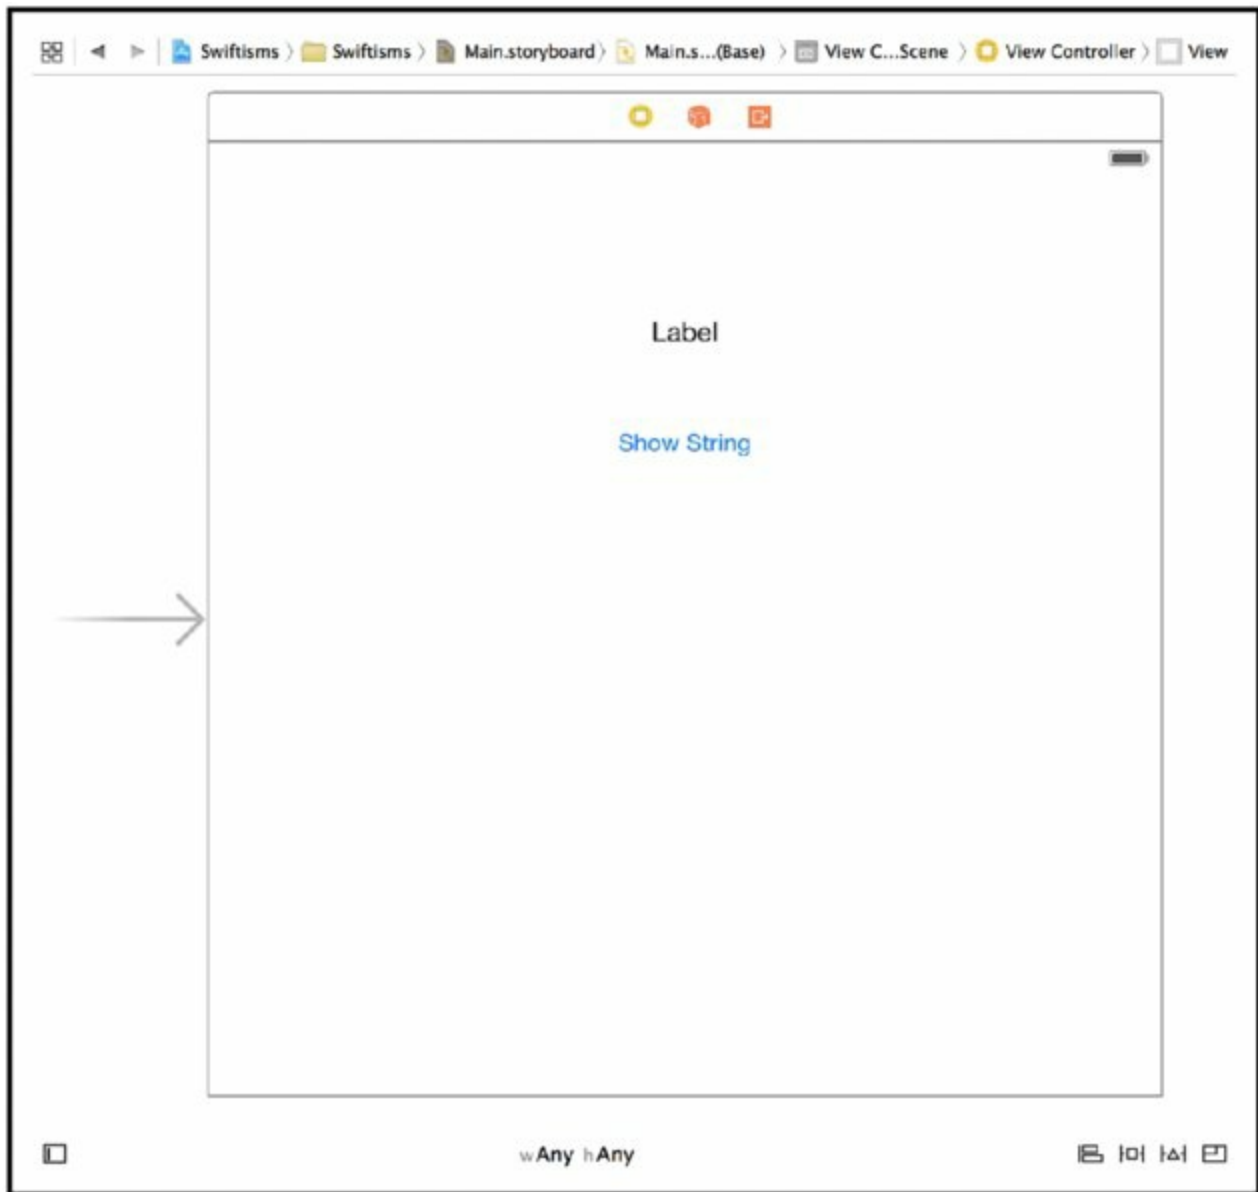 Swiftisms 〉 Swiftisms 〉 Main.storyboard 〉 Main.s...(Base) 〉 View C...Scene 〉 View Controller 〉 View
Label
Show String
wAny hAny